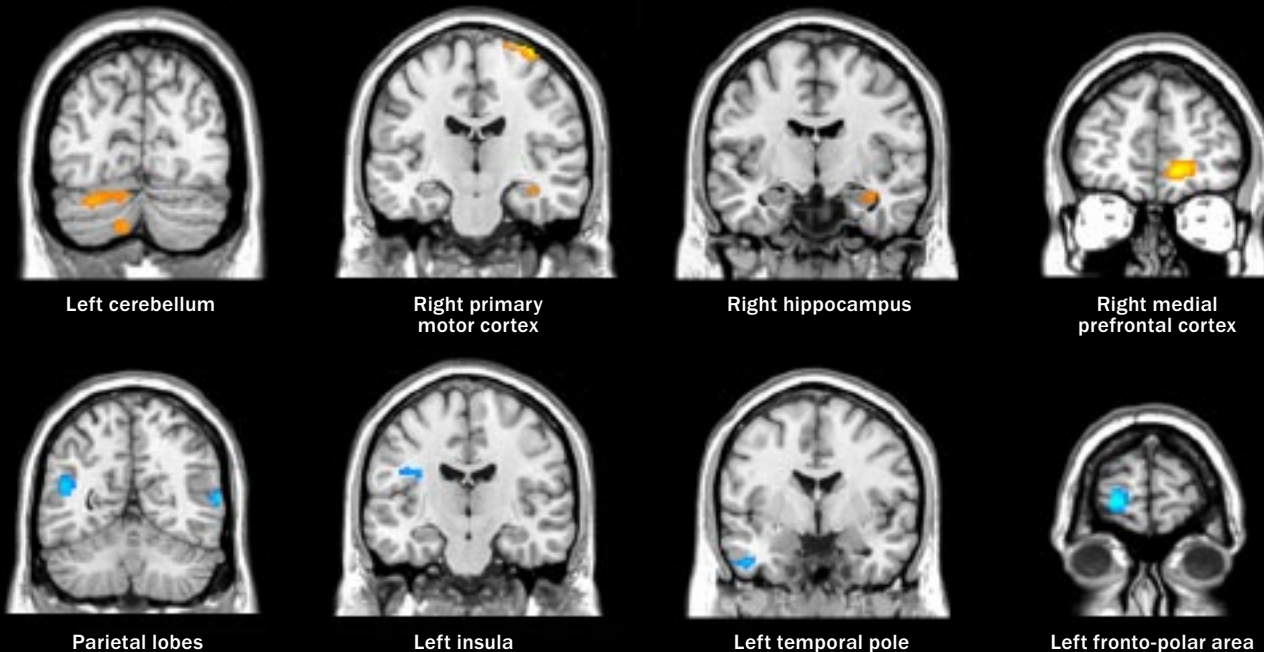 Left cerebellum
Right primary
motor cortex
Right hippocampus
Right medial
prefrontal cortex
Parietal lobes
Left insula
Left temporal pole
Left fronto-polar area